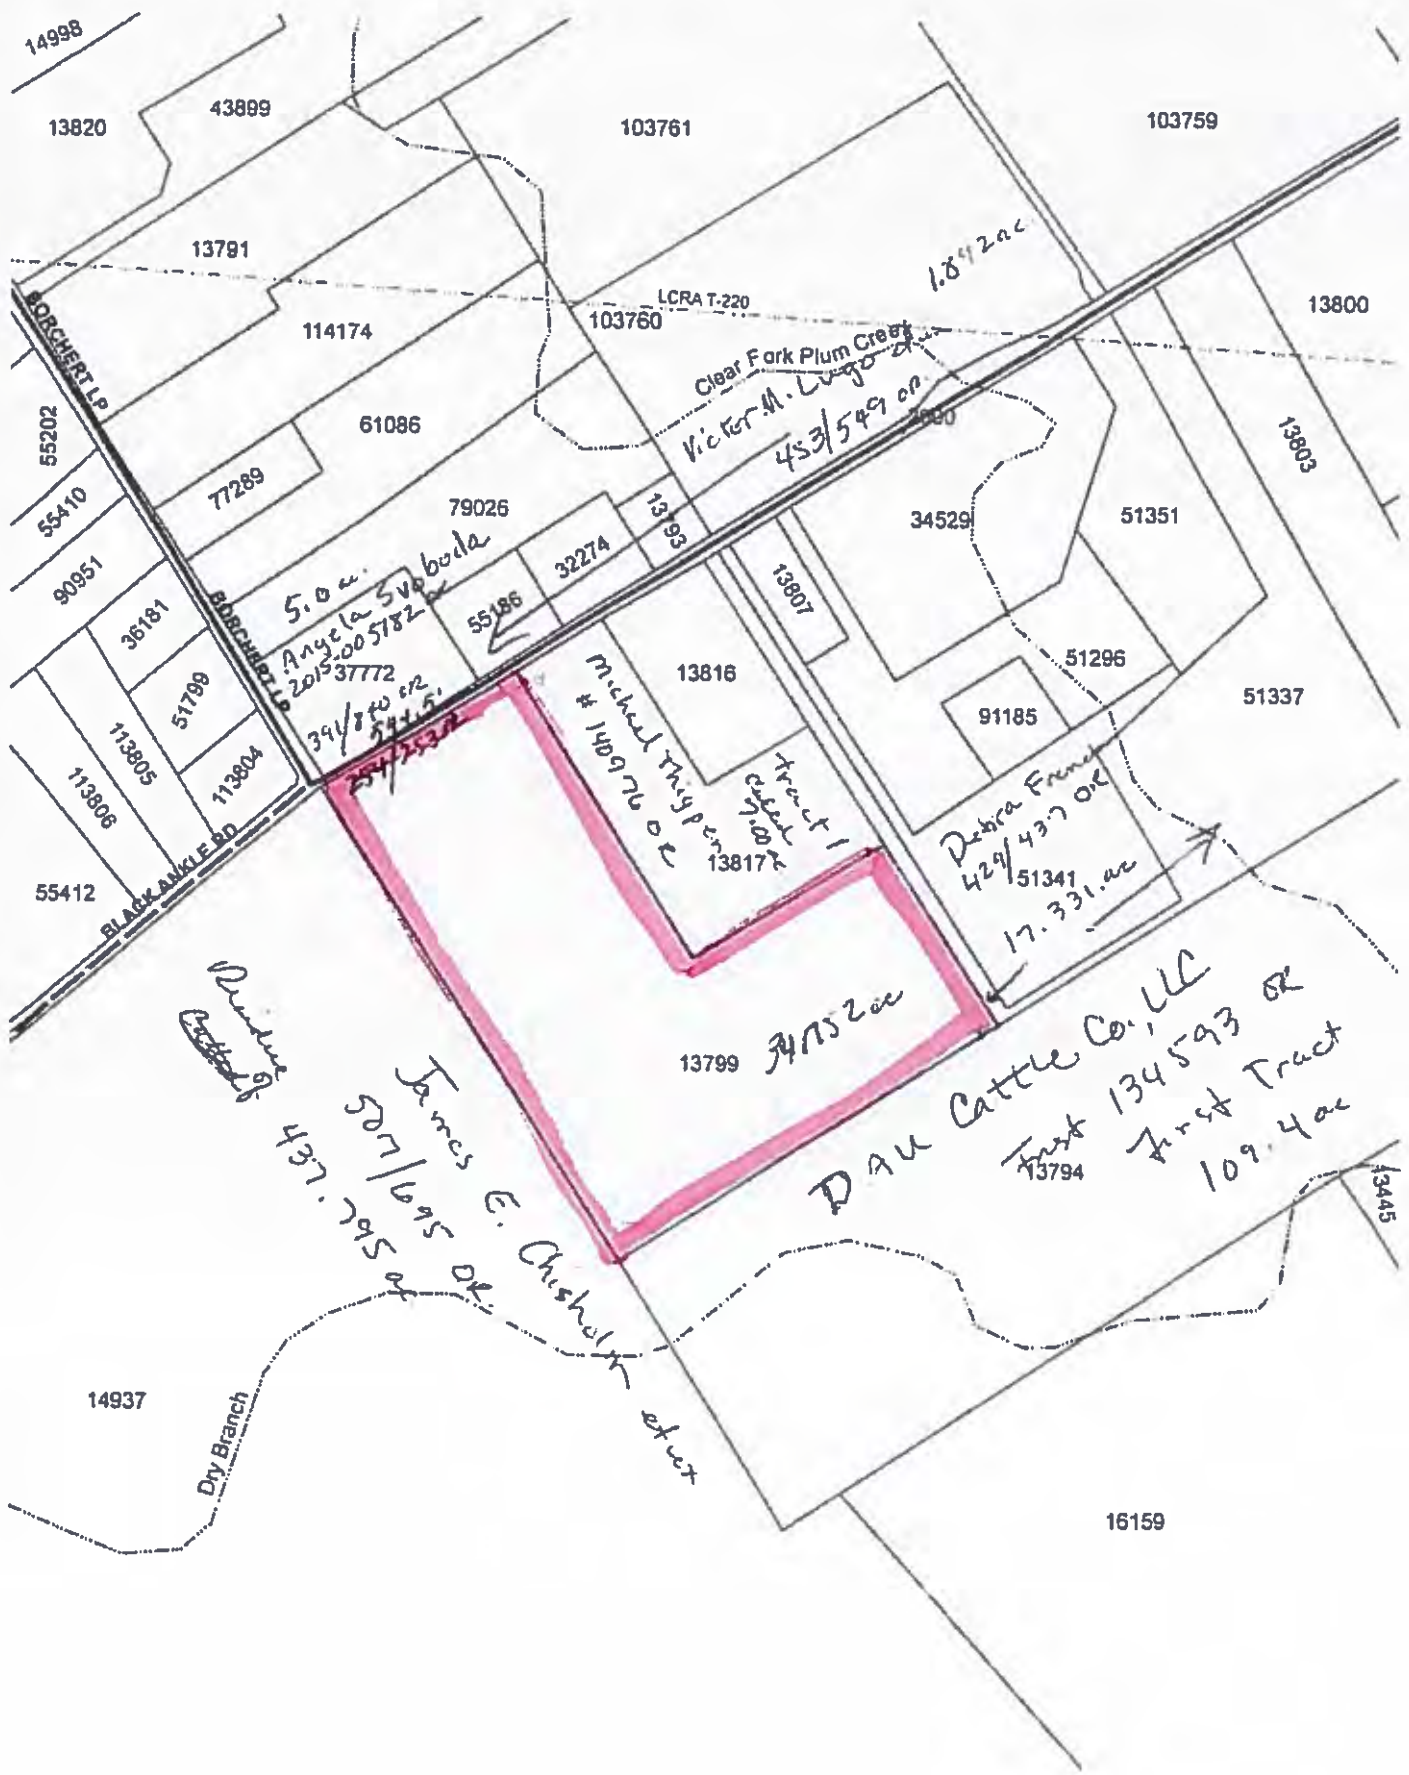 14998
13820
43899
103761
103759
13791
1.842 ac.
LCRA T-220
13800
114174
103760
BORCHERT LP
Clear Fork Plum Creek
Victor M. Lugo
453/549 OR
55202
61086
13803
77289
55410
79026
13793
34529
51351
90951
32274
13807
36181
BORCHERT LP
5.0 ac.
Angela Svoboda
2015-005782
55186
37772
13816
51296
51799
391/840 OR
51337
91185
113805
254/253
113804
113806
Michael Thigpen
# 140976 OR
tract 1
13817
Debra French
429/437 OR
51341
17.331 ac
55412
BLACK ANKLE RD
13799
437.795 ac
James E. Chisholm et ux
507/695 OR.
DAU Cattle Co., LLC
134593 OR
First Tract
109.4 ac
13794
13445
14937
Dry Branch
16159